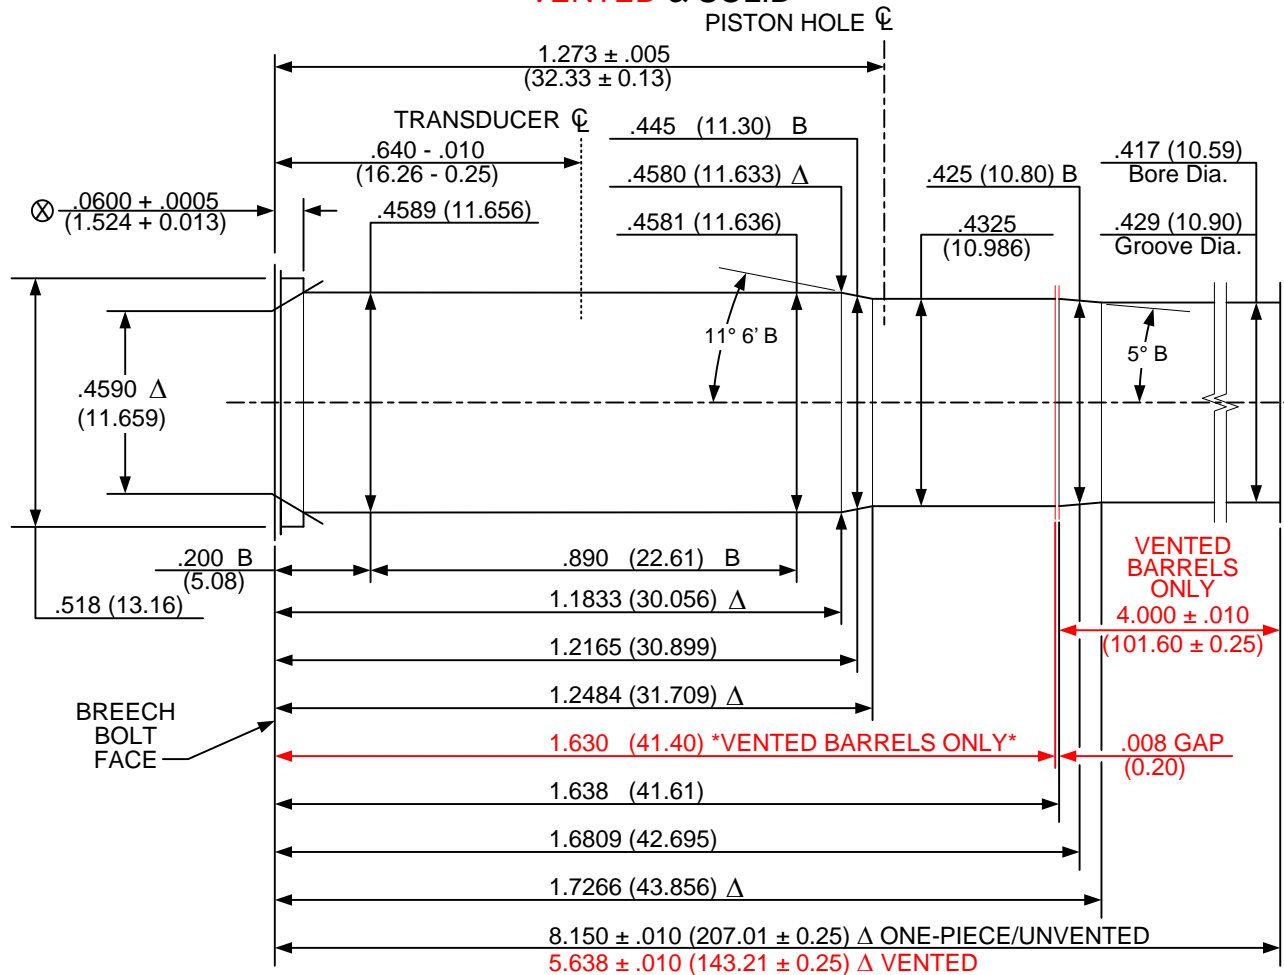 VENTED & SOLID
PISTON HOLE ℄
1.273 ± .005
(32.33 ± 0.13)
TRANSDUCER ℄
.640 - .010
(16.26 - 0.25)
.445 (11.30) B
.4580 (11.633) Δ
.4581 (11.636)
.425 (10.80) B
.4325
(10.986)
.417 (10.59)
Bore Dia.
.429 (10.90)
Groove Dia.
⊗ .0600 + .0005
(1.524 + 0.013)
.4589 (11.656)
11° 6' B
5° B
.4590 Δ
(11.659)
.200 B
(5.08)
.890 (22.61) B
.518 (13.16)
1.1833 (30.056) Δ
1.2165 (30.899)
1.2484 (31.709) Δ
VENTED
BARRELS
ONLY
4.000 ± .010
(101.60 ± 0.25)
BREECH
BOLT
FACE
1.630 (41.40) *VENTED BARRELS ONLY*
.008 GAP
(0.20)
1.638 (41.61)
1.6809 (42.695)
1.7266 (43.856) Δ
8.150 ± .010 (207.01 ± 0.25) Δ ONE-PIECE/UNVENTED
5.638 ± .010 (143.21 ± 0.25) Δ VENTED